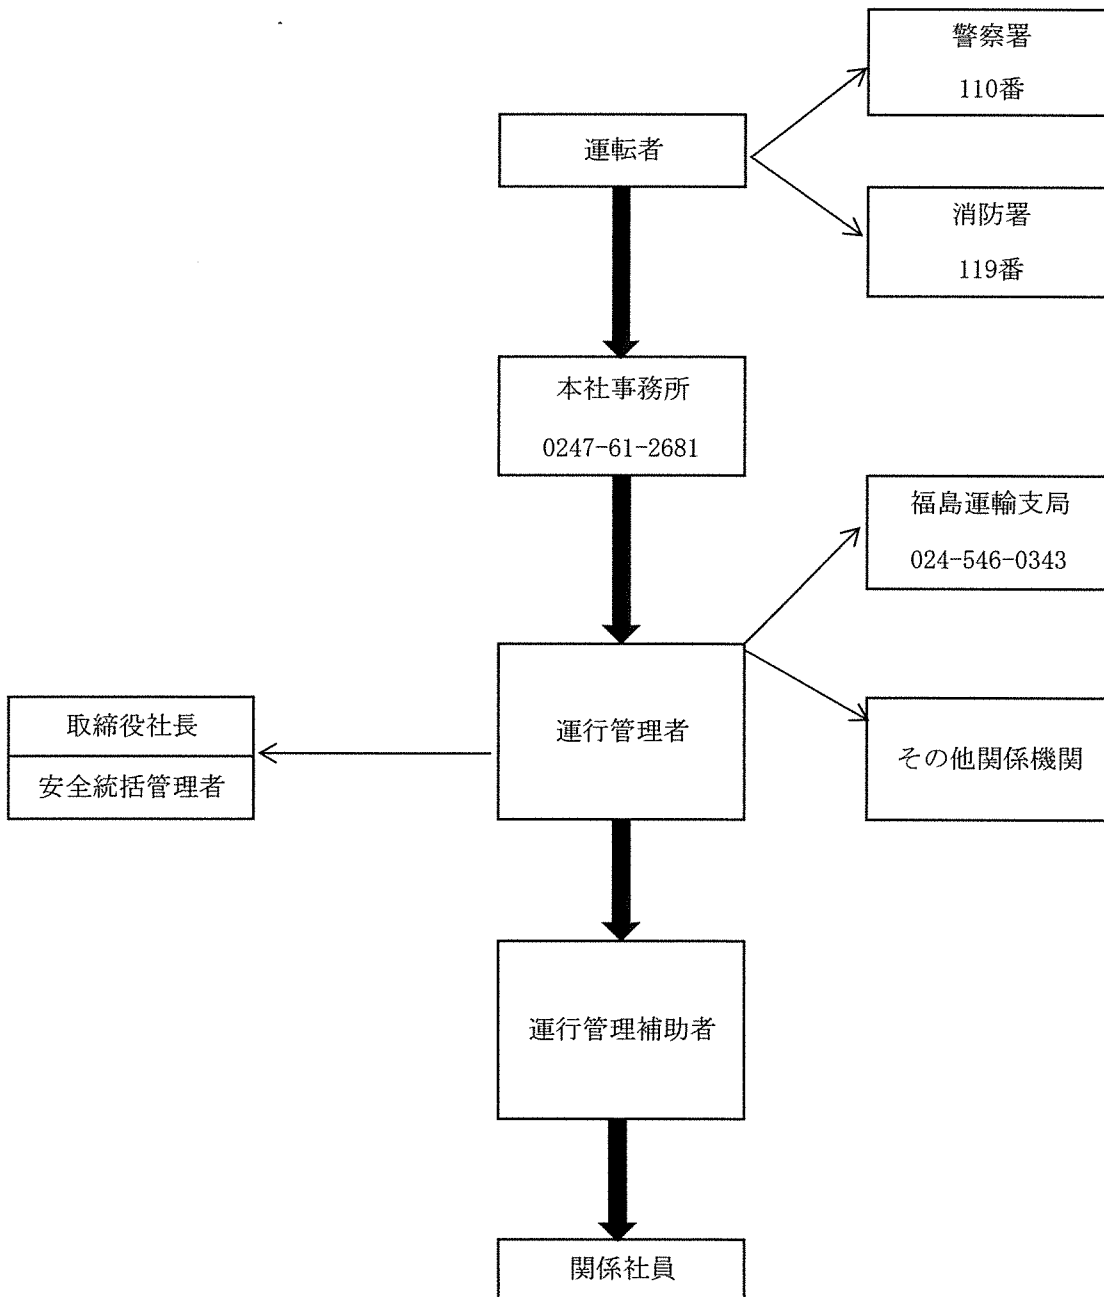 警察署
110番
運転者
消防署
119番
本社事務所
0247-61-2681
福島運輸支局
024-546-0343
取締役社長
安全統括管理者
運行管理者
その他関係機関
運行管理補助者
関係社員